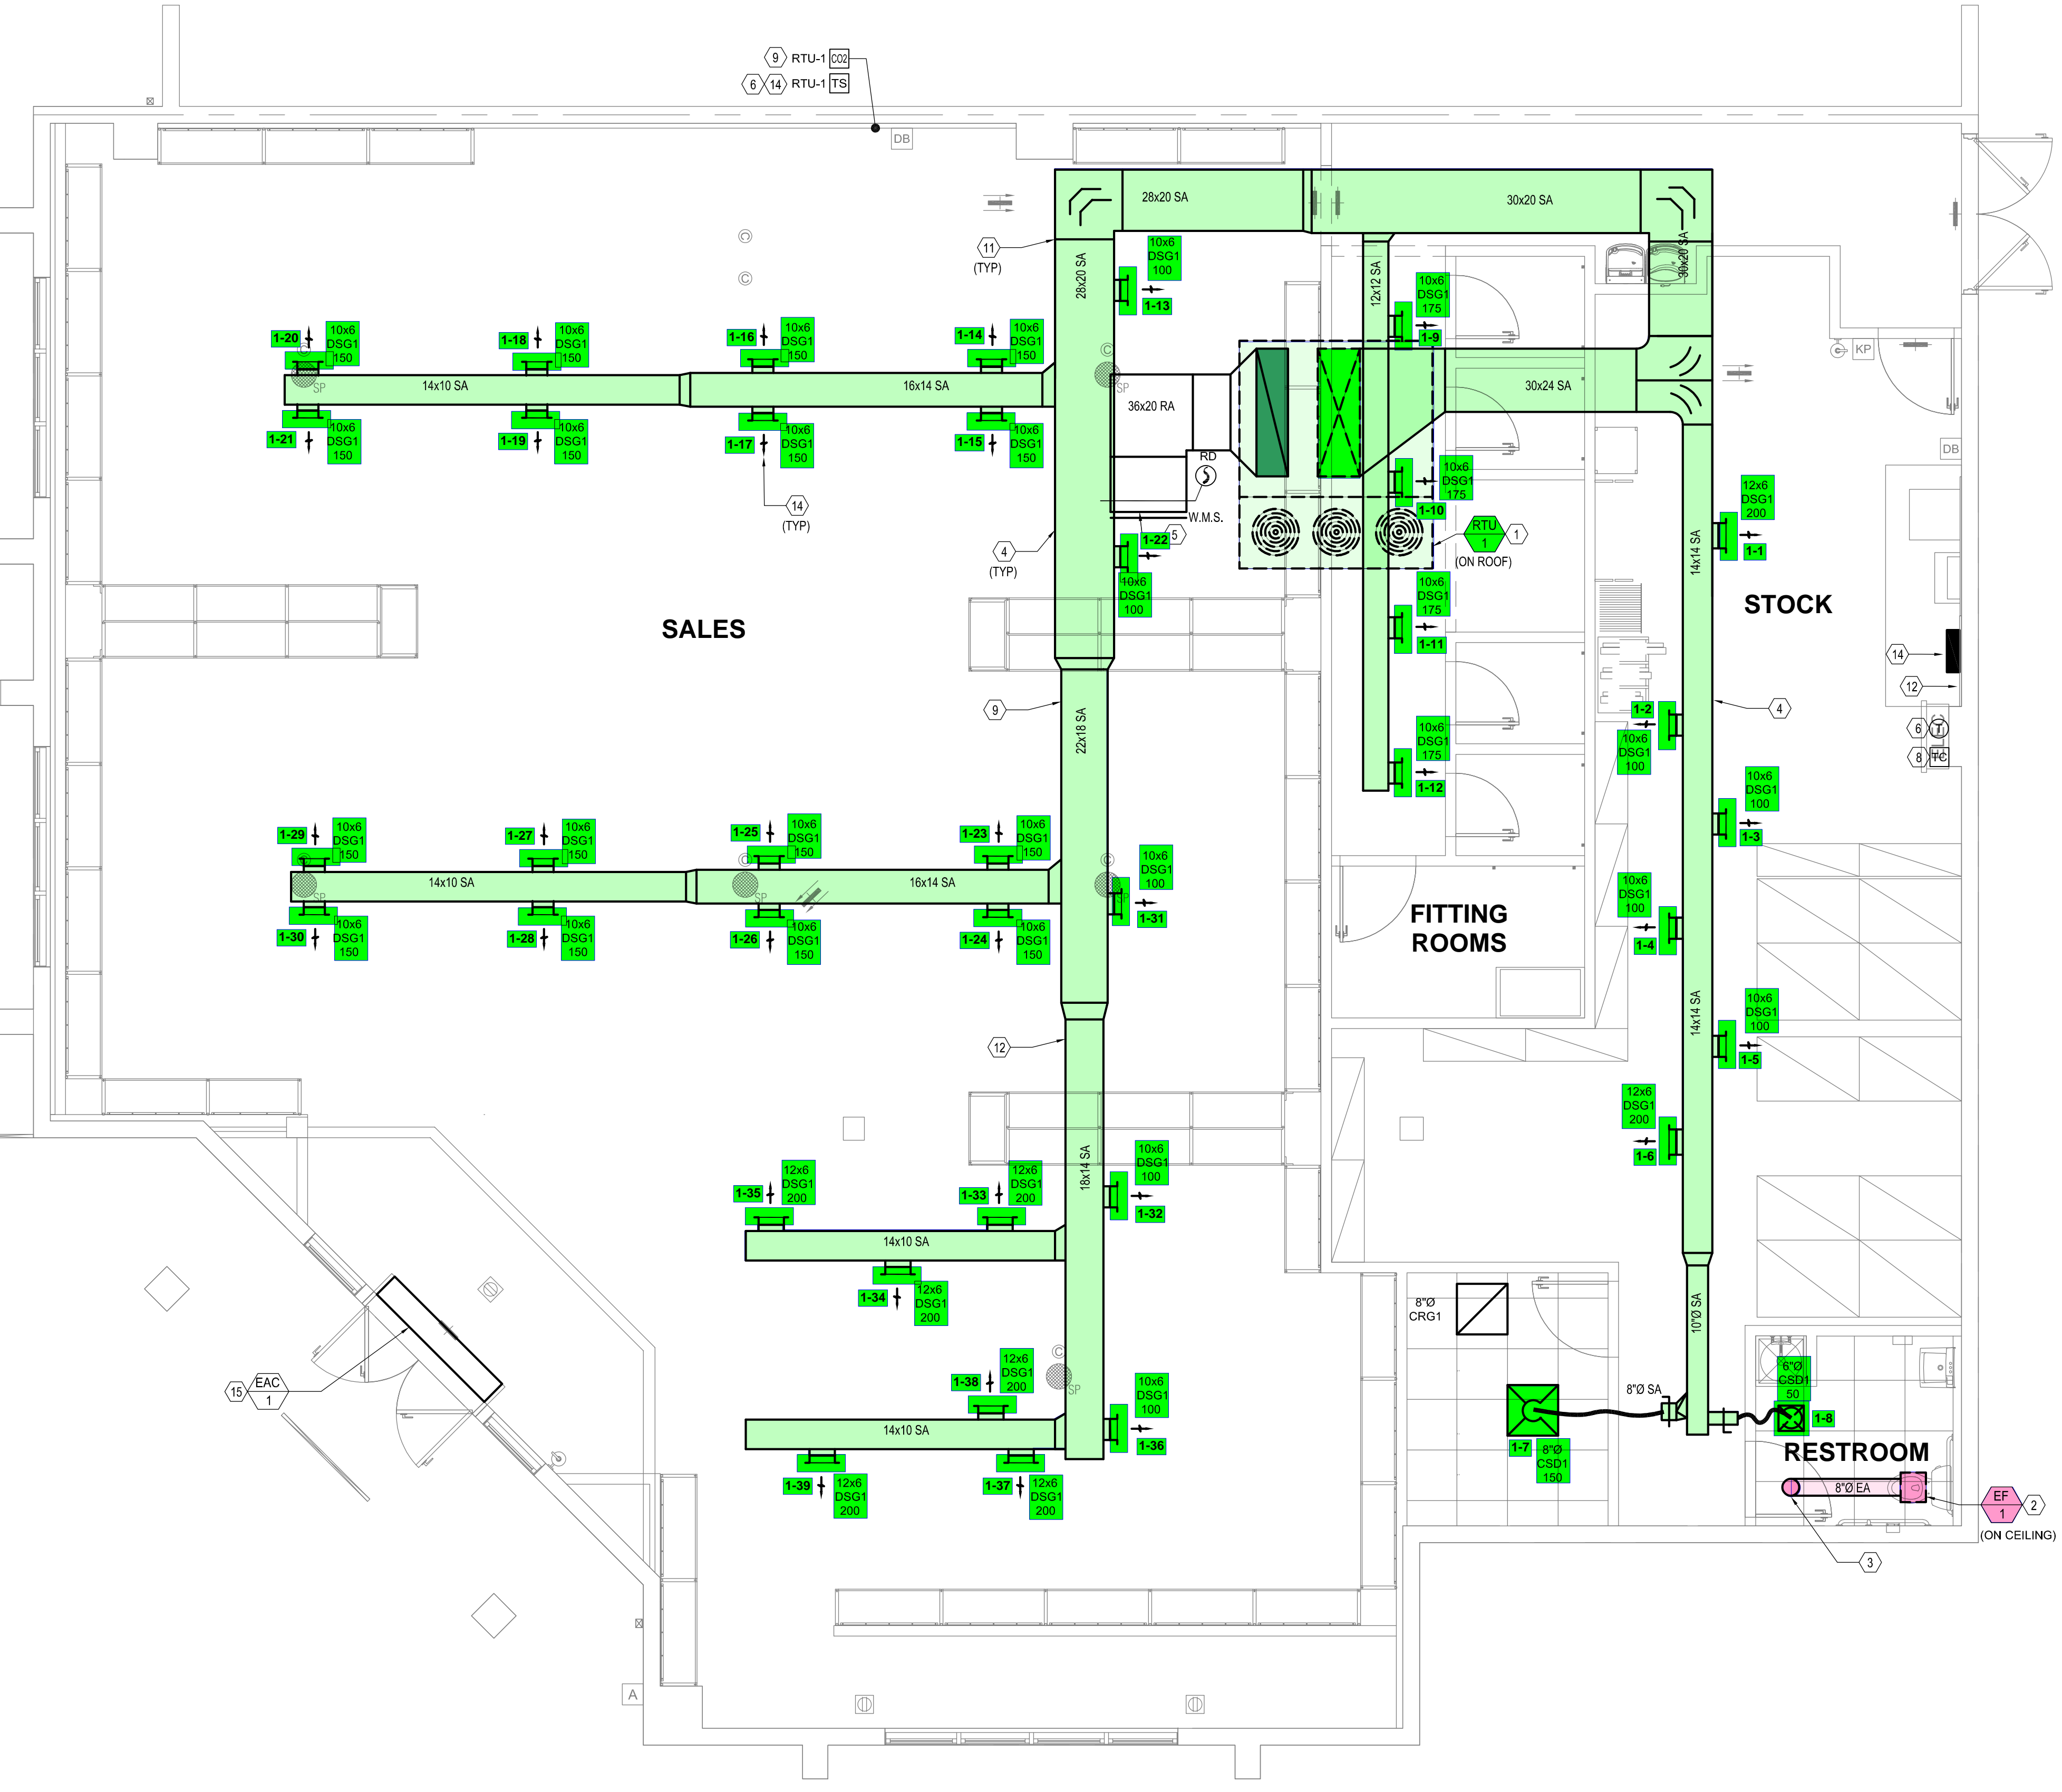 9 RTU-1 CO2
6 14 RTU-1 TS
DB
28x20 SA
30x20 SA
30x20 SA
11
(TYP)
28x20 SA
10x6
DSG1
100
1-13
12x12 SA
10x6
DSG1
175
1-9
C
C
KP
1-20
10x6
DSG1
150
1-18
10x6
DSG1
150
1-16
10x6
DSG1
150
1-14
10x6
DSG1
150
C
C
SP
14x10 SA
16x14 SA
SP
36x20 RA
30x24 SA
1-21
10x6
DSG1
150
1-19
10x6
DSG1
150
1-17
10x6
DSG1
150
1-15
10x6
DSG1
150
DB
RD
10x6
DSG1
175
1-10
14
(TYP)
W.M.S.
12x6
DSG1
200
1-1
14x14 SA
4
(TYP)
1-22
5
10x6
DSG1
100
RTU
1
1
(ON ROOF)
10x6
DSG1
175
1-11
SALES
STOCK
14
12
9
22x18 SA
4
1-2
10x6
DSG1
100
10x6
DSG1
175
1-12
6 T
8 TC
10x6
DSG1
100
1-3
1-29
10x6
DSG1
150
1-27
10x6
DSG1
150
1-25
10x6
DSG1
150
1-23
10x6
DSG1
150
C
C
C
SP
14x10 SA
SP
16x14 SA
SP
10x6
DSG1
100
1-31
10x6
DSG1
100
1-4
1-30
10x6
DSG1
150
1-28
10x6
DSG1
150
1-26
10x6
DSG1
150
1-24
10x6
DSG1
150
FITTING
ROOMS
14x14 SA
10x6
DSG1
100
1-5
12
12x6
DSG1
200
1-6
18x14 SA
10x6
DSG1
100
1-32
1-35
12x6
DSG1
200
1-33
12x6
DSG1
200
14x10 SA
1-34
12x6
DSG1
200
8"Ø
CRG1
10"Ø SA
C
SP
15
EAC
1
1-38
12x6
DSG1
200
10x6
DSG1
100
1-36
14x10 SA
8"Ø SA
6"Ø
CSD1
50
1-8
1-7
8"Ø
CSD1
150
RESTROOM
1-39
12x6
DSG1
200
1-37
12x6
DSG1
200
8"Ø EA
EF
1
2
(ON CEILING)
3
A